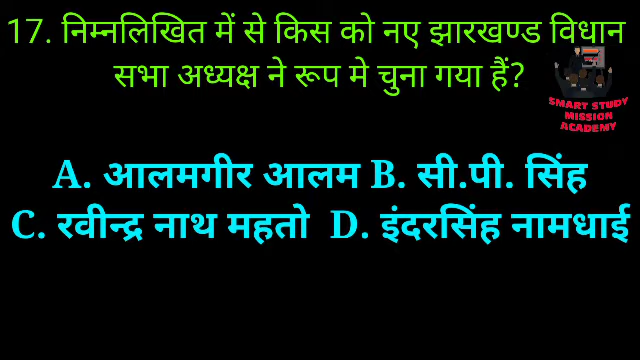 17. निम्नलिखित में से किस को नए झारखण्ड विधान
सभा अध्यक्ष ने रूप मे चुना गया हैं?
SMART STUDY
MISSION
ACADEMY
A. आलमगीर आलम B. सी.पी. सिंह
C. रवीन्द्र नाथ महतो D. इंदरसिंह नामधाई